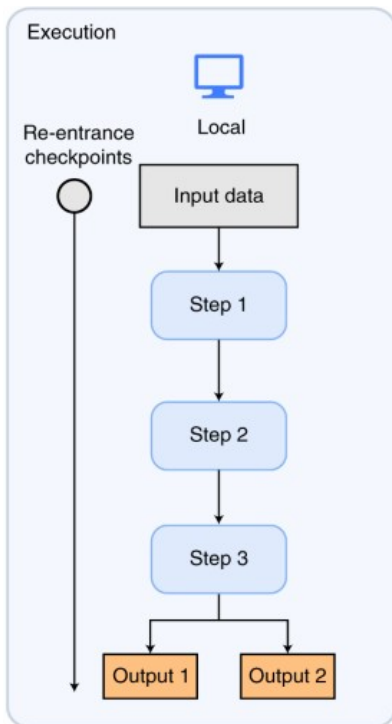 Execution
Local
Re-entrance
checkpoints
Input data
Step 1
Step 2
Step 3
Output 1
Output 2